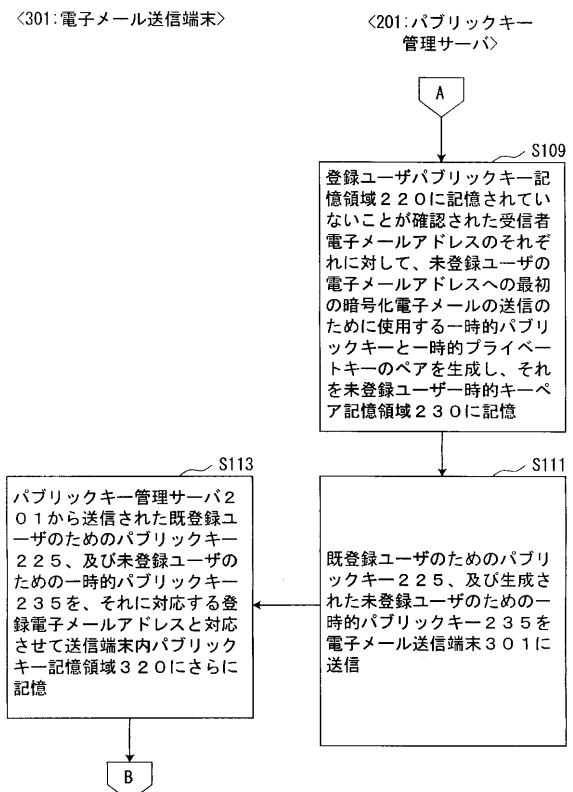 〈301:電子メール送信端末〉
〈201:パブリックキー
管理サーバ〉
A
S109
登録ユーザパブリックキー記
憶領域220に記憶されてい
ないことが確認された受信者
電子メールアドレスのそれぞ
れに対して、未登録ユーザの
電子メールアドレスへの最初
の暗号化電子メールの送信の
ために使用する一時的パブリ
ックキーと一時的プライベー
トキーのペアを生成し、それ
を未登録ユーザ一時的キーペ
ア記憶領域230に記憶
S113
パブリックキー管理サーバ2
01から送信された既登録ユ
ーザのためのパブリックキー
225、及び未登録ユーザの
ための一時的パブリックキー
235を、それに対応する登
録電子メールアドレスと対応
させて送信端末内パブリック
キー記憶領域320にさらに
記憶
S111
既登録ユーザのためのパブリ
ックキー225、及び生成さ
れた未登録ユーザのための一
時的パブリックキー235を
電子メール送信端末301に
送信
B